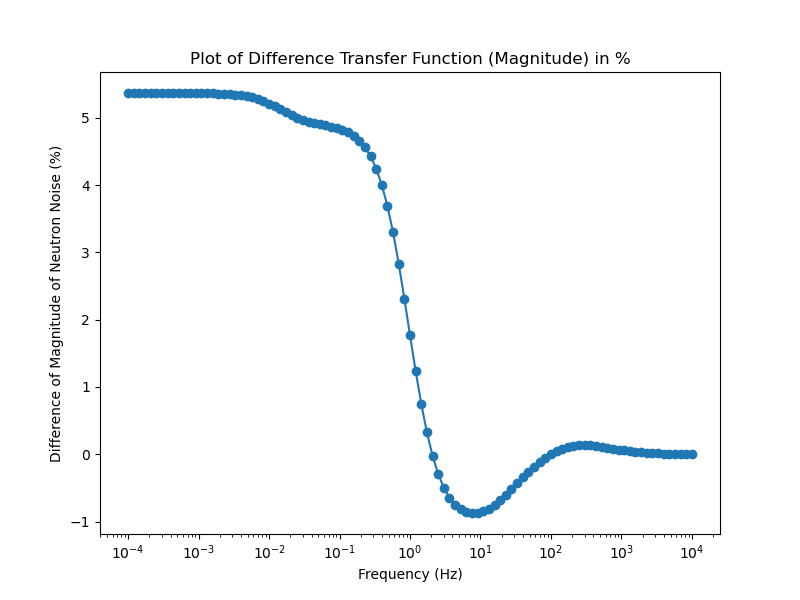 Plot of Difference Transfer Function (Magnitude) in %
Difference of Magnitude of Neutron Noise (%)
5
4
3
2
1
0
−1
10⁻⁴ 10⁻³ 10⁻² 10⁻¹ 10⁰ 10¹ 10² 10³ 10⁴
Frequency (Hz)